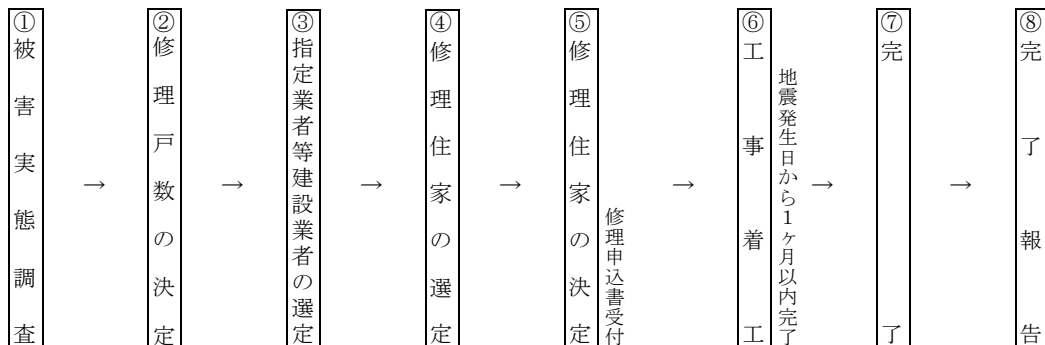 ①被害実態調査
→
②修理戸数の決定
→
③指定業者等建設業者の選定
→
④修理住家の選定
→
⑤修理住家の決定
修理申込書受付
→
⑥工事着工
地震発生日から1ヶ月以内完了
→
⑦完了
→
⑧完了報告